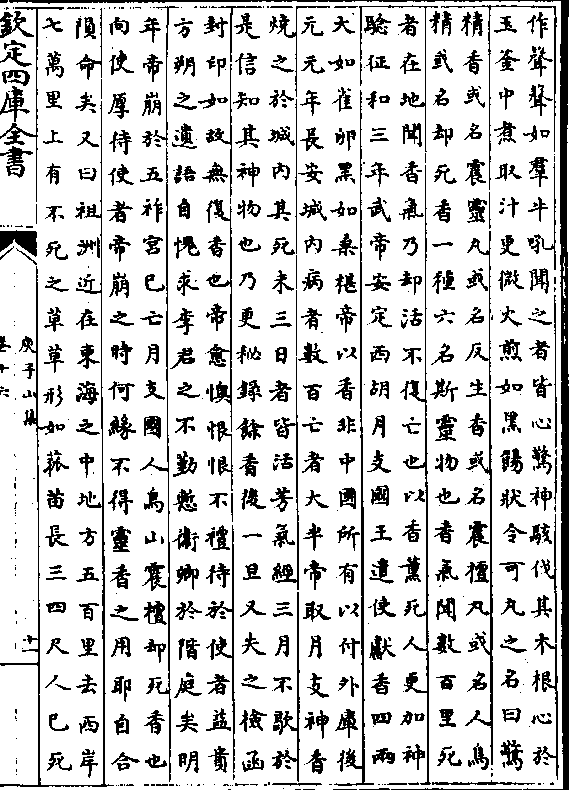 作聲聲如羣牛吼聞之者皆心驚神駭伐其木根心於
玉釜中煮取汁更微火煎如黑餳狀令可丸之名曰驚
精香或名震靈丸或名反生香或名震檀丸或名人鳥
精或名却死香一種六名斯靈物也者氣聞數百里死
者在地聞香氣乃却活不復亡也以香薰死人更加神
驗征和三年武帝安定西胡月支國王遣使獻香四兩
大如雀卵黑如桑椹帝以香非中國所有以付外庫後
元元年長安城內病者數百亡者大半帝取月支神香
燒之於城內其死未三日者皆活芳氣經三月不歇於
是信知其神物也乃更秘錄餘香後一旦又失之檢函
封印如故無復香也帝愈懊恨恨不禮待於使者益貴
方朔之遺語自愧求李君之不勤慙衞卿於階庭矣明
年帝崩於五祚宮已亡月支國人鳥山震檀却死香也
向使厚待使者帝崩之時何緣不得靈香之用耶自合
隕命矣又曰祖洲近在東海之中地方五百里去西岸
七萬里上有不死之草草形如菰苗長三四尺人已死
欽定四庫全書
庾子山集
卷十六
十一